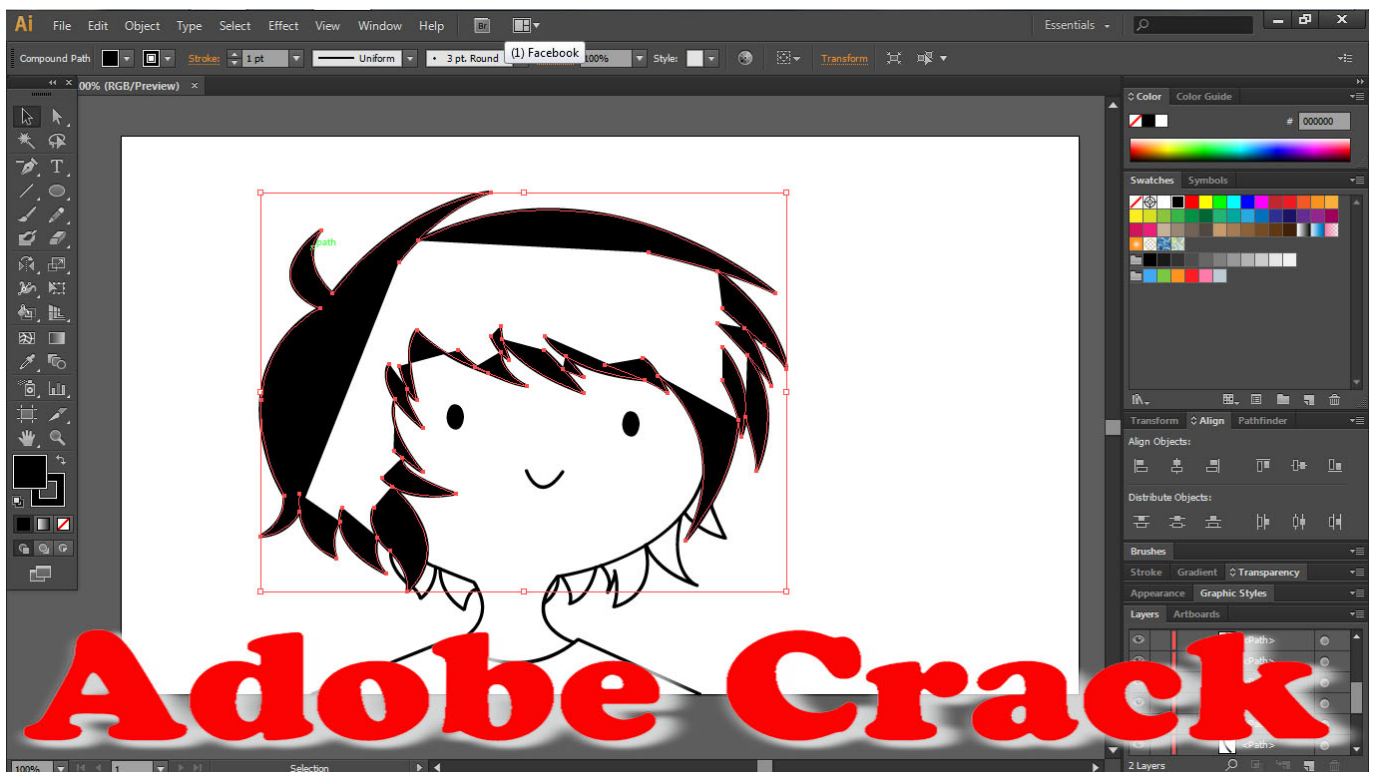 Ai File Edit Object Type Select Effect View Window Help Br Essentials
(1) Facebook
Compound Path Stroke: 1 pt Uniform 3 pt. Round 100% Style: Transform
00% (RGB/Preview) ×
path
Color Color Guide
# 000000
Swatches Symbols
Transform Align Pathfinder
Align Objects:
Distribute Objects:
Brushes
Stroke Gradient Transparency
Appearance Graphic Styles
Layers Artboards
<Path>
<Path>
Adobe Crack
100% 1 Selection 2 Layers